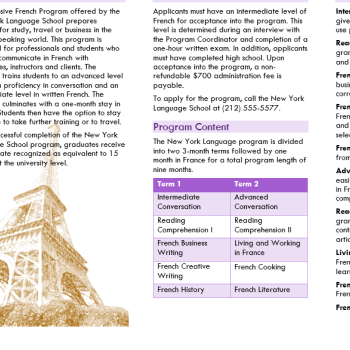 sive French Program offered by the
k Language School prepares
for study, travel or business in the
peaking world. This program is
l for professionals and students who
communicate in French with
es, instructors and clients. The
trains students to an advanced level
proficiency in conversation and an
iate level in written French. The
culminates with a one-month stay in
Students then have the option to stay
to take further training or to travel.
cessful completion of the New York
e School program, graduates receive
ate recognized as equivalent to 15
t the university level.
Applicants must have an intermediate level of
French for acceptance into the program. This
level is determined during an interview with
the Program Coordinator and completion of a
one-hour written exam. In addition, applicants
must have completed high school. Upon
acceptance into the program, a non-
refundable $700 administration fee is
payable.
To apply for the program, call the New York
Language School at (212) 555-5577.
Program Content
The New York Language program is divided
into two 3-month terms followed by one
month in France for a total program length of
nine months.
Term 1 Term 2
Intermediate Conversation Advanced Conversation
Reading Comprehension I Reading Comprehension II
French Business Writing Living and Working in France
French Creative Writing French Cooking
French History French Literature
Inte
give
use
Rea
gran
and
Fren
busi
corr
Fren
Fren
and
sele
Fren
from
Adv
easi
in Fr
com
Rea
gran
cont
artic
Livi
Fren
lear
Fren
Fren